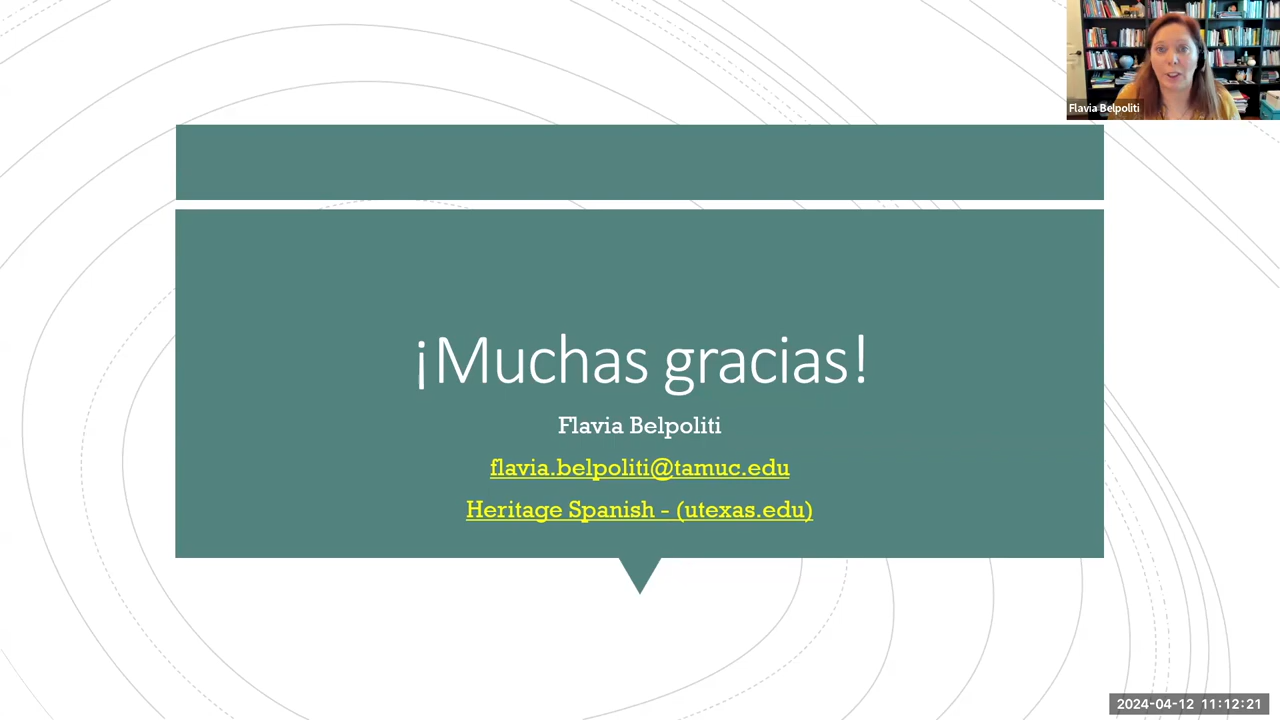 Flavia Belpoliti
¡Muchas gracias!
Flavia Belpoliti
flavia.belpoliti@tamuc.edu
Heritage Spanish - (utexas.edu)
2024-04-12 11:12:21